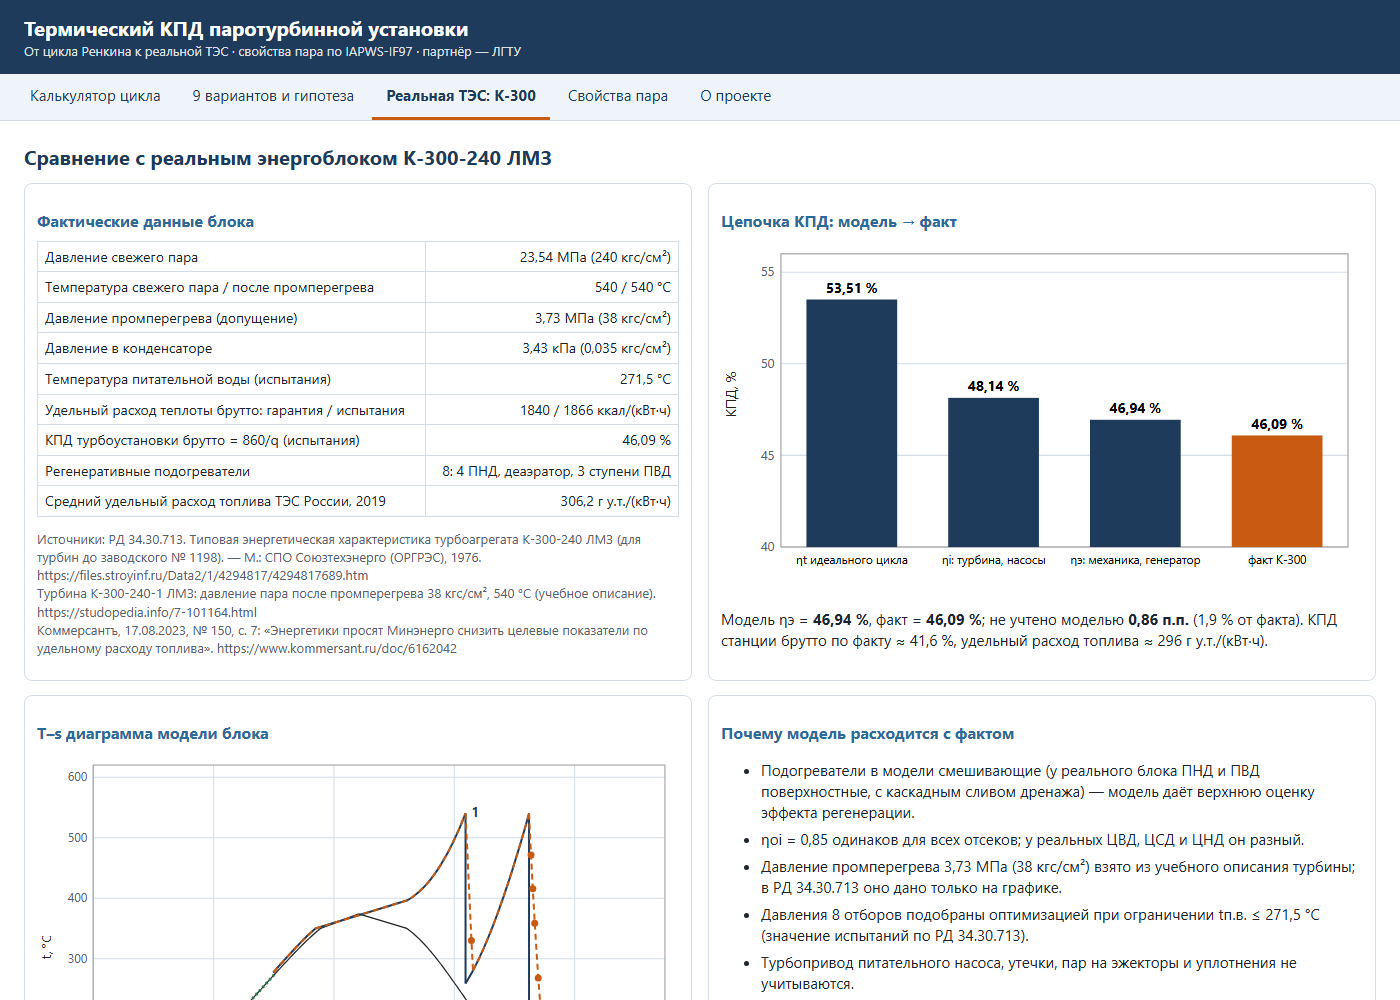 Термический КПД паротурбинной установки
От цикла Ренкина к реальной ТЭС · свойства пара по IAPWS-IF97 · партнёр — ЛГТУ
Калькулятор цикла
9 вариантов и гипотеза
Реальная ТЭС: К-300
Свойства пара
О проекте
Сравнение с реальным энергоблоком К-300-240 ЛМЗ
Фактические данные блока
Давление свежего пара 23,54 МПа (240 кгс/см²)
Температура свежего пара / после промперегрева 540 / 540 °C
Давление промперегрева (допущение) 3,73 МПа (38 кгс/см²)
Давление в конденсаторе 3,43 кПа (0,035 кгс/см²)
Температура питательной воды (испытания) 271,5 °C
Удельный расход теплоты брутто: гарантия / испытания 1840 / 1866 ккал/(кВт·ч)
КПД турбоустановки брутто = 860/q (испытания) 46,09 %
Регенеративные подогреватели 8: 4 ПНД, деаэратор, 3 ступени ПВД
Средний удельный расход топлива ТЭС России, 2019 306,2 г у.т./(кВт·ч)
Источники: РД 34.30.713. Типовая энергетическая характеристика турбоагрегата К-300-240 ЛМЗ (для
турбин до заводского № 1198). — М.: СПО Союзтехэнерго (ОРГРЭС), 1976.
https://files.stroyinf.ru/Data2/1/4294817/4294817689.htm
Турбина К-300-240-1 ЛМЗ: давление пара после промперегрева 38 кгс/см², 540 °C (учебное описание).
https://studopedia.info/7-101164.html
Коммерсантъ, 17.08.2023, № 150, с. 7: «Энергетики просят Минэнерго снизить целевые показатели по
удельному расходу топлива». https://www.kommersant.ru/doc/6162042
Цепочка КПД: модель → факт
КПД, %
55
50
45
40
53,51 %
48,14 %
46,94 %
46,09 %
ηt идеального цикла
ηi: турбина, насосы
ηэ: механика, генератор
факт К-300
Модель ηэ = 46,94 %, факт = 46,09 %; не учтено моделью 0,86 п.п. (1,9 % от факта). КПД
станции брутто по факту ≈ 41,6 %, удельный расход топлива ≈ 296 г у.т./(кВт·ч).
T–s диаграмма модели блока
t, °C
600
500
400
300
1
Почему модель расходится с фактом
• Подогреватели в модели смешивающие (у реального блока ПНД и ПВД
поверхностные, с каскадным сливом дренажа) — модель даёт верхнюю оценку
эффекта регенерации.
• ηoi = 0,85 одинаков для всех отсеков; у реальных ЦВД, ЦСД и ЦНД он разный.
• Давление промперегрева 3,73 МПа (38 кгс/см²) взято из учебного описания турбины;
в РД 34.30.713 оно дано только на графике.
• Давления 8 отборов подобраны оптимизацией при ограничении tп.в. ≤ 271,5 °C
(значение испытаний по РД 34.30.713).
• Турбопривод питательного насоса, утечки, пар на эжекторы и уплотнения не
учитываются.